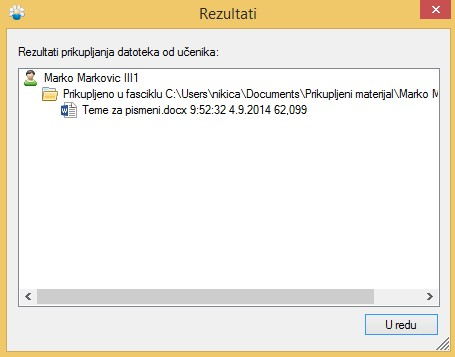 Rezultati
Rezultati prikupljanja datoteka od učenika:
Marko Markovic III1
Prikupljeno u fasciklu C:\Users\nikica\Documents\Prikupljeni materijal\Marko M
Teme za pismeni.docx 9:52:32 4.9.2014 62,099
U redu